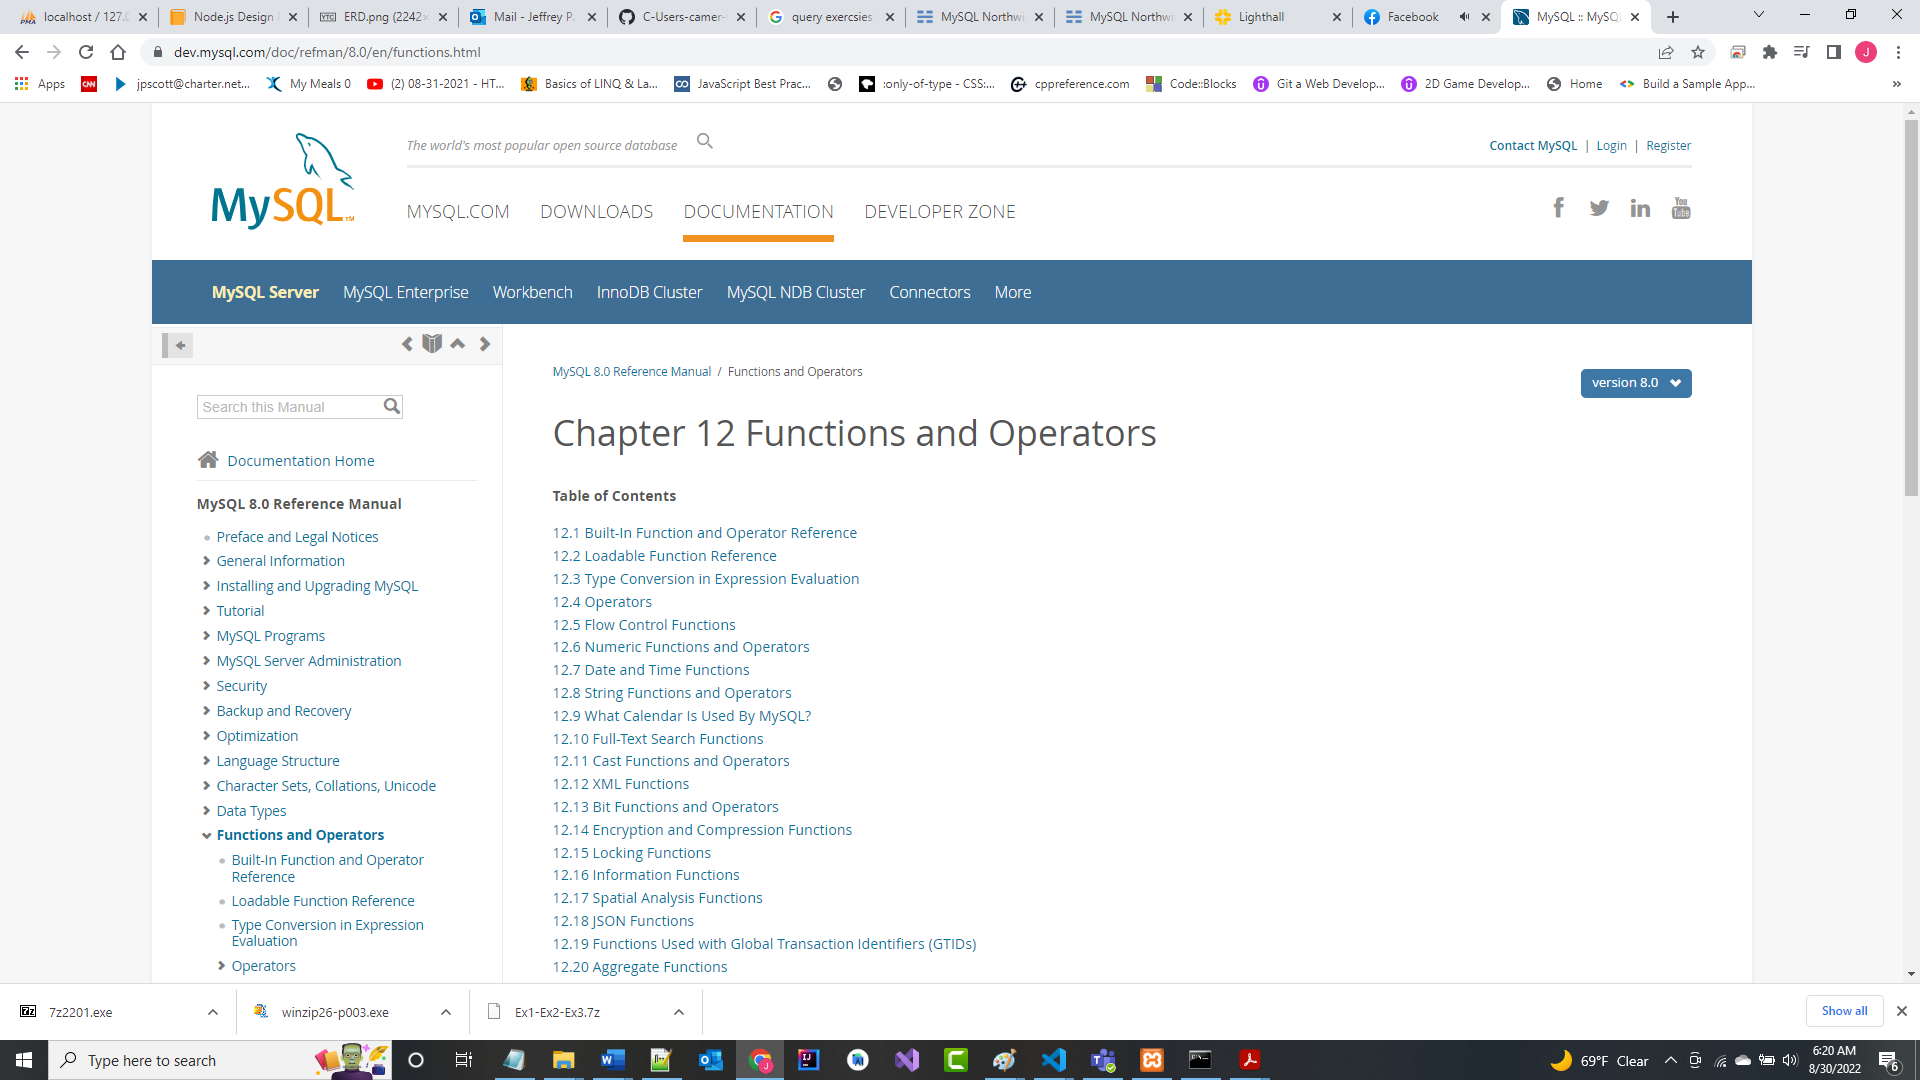 localhost / 127.0
Node.js Design
ERD.png (2242×
Mail - Jeffrey P.
C-Users-camer-
query exercsies
MySQL Northwi
MySQL Northwi
Lighthall
Facebook
MySQL :: MySQL
dev.mysql.com/doc/refman/8.0/en/functions.html
J
Apps
CNN
jpscott@charter.net...
My Meals 0
(2) 08-31-2021 - HT...
Basics of LINQ & La...
JavaScript Best Prac...
:only-of-type - CSS:...
cppreference.com
Code::Blocks
Git a Web Develop...
2D Game Develop...
Home
Build a Sample App...
»
MySQL™
The world's most popular open source database
Contact MySQL | Login | Register
MYSQL.COM
DOWNLOADS
DOCUMENTATION
DEVELOPER ZONE
You Tube
MySQL Server
MySQL Enterprise
Workbench
InnoDB Cluster
MySQL NDB Cluster
Connectors
More
Search this Manual
Documentation Home
MySQL 8.0 Reference Manual
Preface and Legal Notices
General Information
Installing and Upgrading MySQL
Tutorial
MySQL Programs
MySQL Server Administration
Security
Backup and Recovery
Optimization
Language Structure
Character Sets, Collations, Unicode
Data Types
Functions and Operators
Built-In Function and Operator
Reference
Loadable Function Reference
Type Conversion in Expression
Evaluation
Operators
MySQL 8.0 Reference Manual / Functions and Operators
version 8.0
Chapter 12 Functions and Operators
Table of Contents
12.1 Built-In Function and Operator Reference
12.2 Loadable Function Reference
12.3 Type Conversion in Expression Evaluation
12.4 Operators
12.5 Flow Control Functions
12.6 Numeric Functions and Operators
12.7 Date and Time Functions
12.8 String Functions and Operators
12.9 What Calendar Is Used By MySQL?
12.10 Full-Text Search Functions
12.11 Cast Functions and Operators
12.12 XML Functions
12.13 Bit Functions and Operators
12.14 Encryption and Compression Functions
12.15 Locking Functions
12.16 Information Functions
12.17 Spatial Analysis Functions
12.18 JSON Functions
12.19 Functions Used with Global Transaction Identifiers (GTIDs)
12.20 Aggregate Functions
7z2201.exe
winzip26-p003.exe
Ex1-Ex2-Ex3.7z
Show all
Type here to search
69°F Clear
6:20 AM
8/30/2022
6